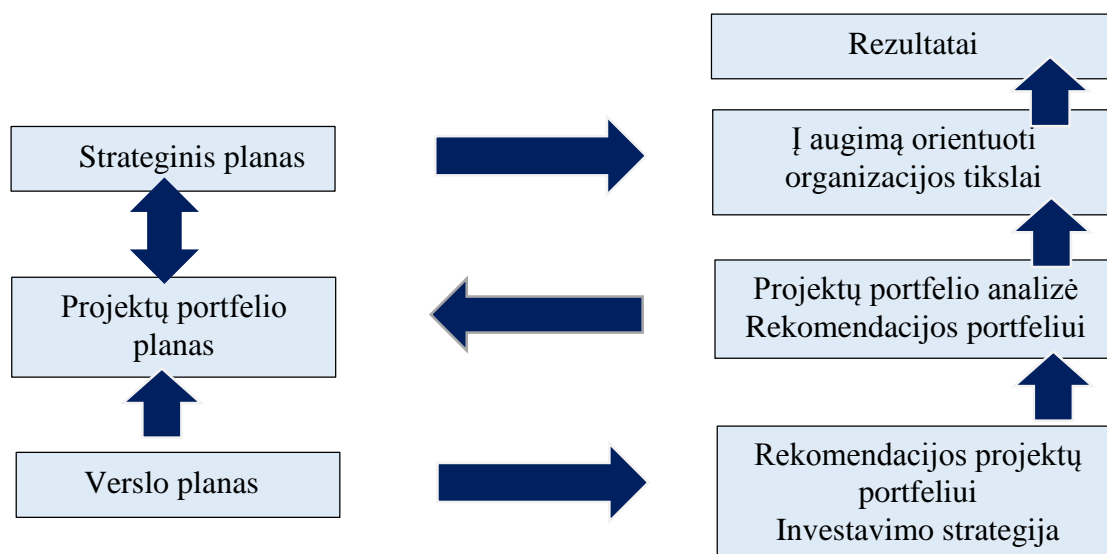 Rezultatai
Strateginis planas
Į augimą orientuoti
organizacijos tikslai
Projektų portfelio
planas
Projektų portfelio analizė
Rekomendacijos portfeliui
Verslo planas
Rekomendacijos projektų
portfeliui
Investavimo strategija